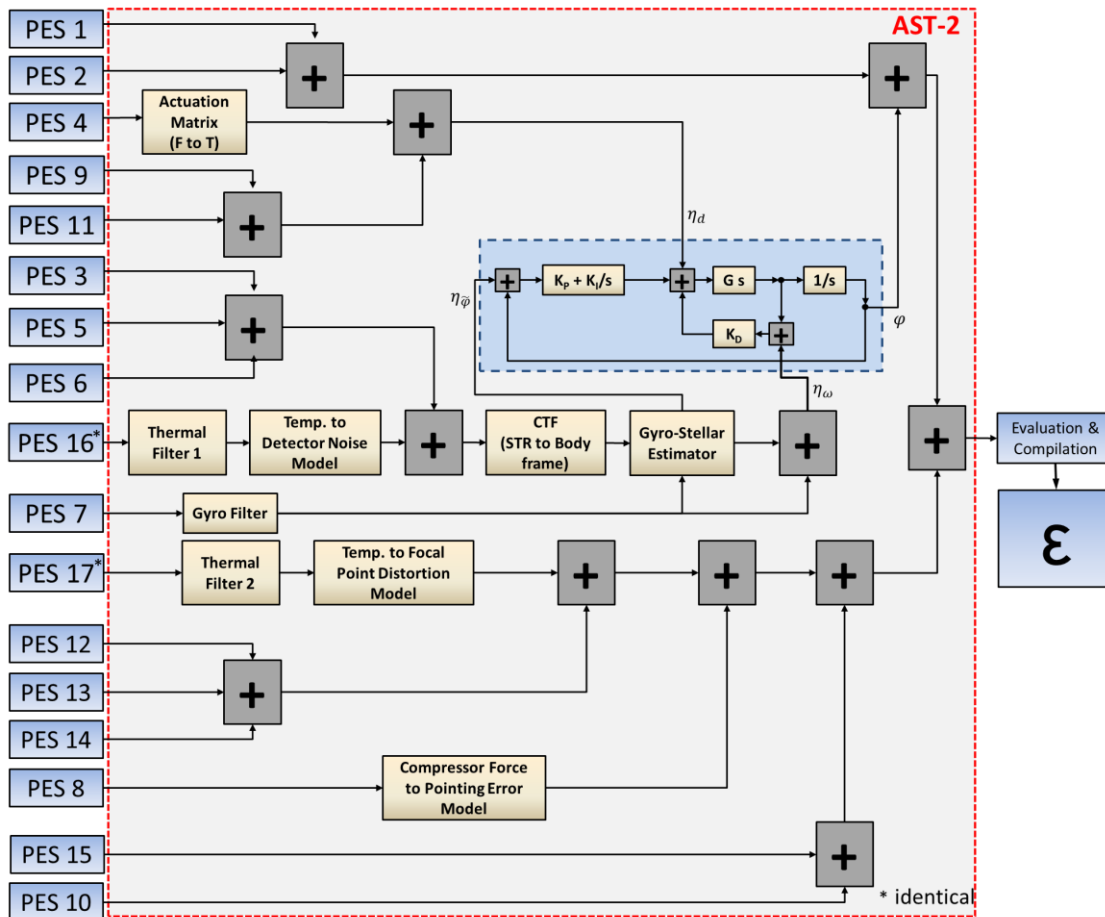 AST-2
PES 1
PES 2
PES 4
PES 9
PES 11
PES 3
PES 5
PES 6
PES 16*
PES 7
PES 17*
PES 12
PES 13
PES 14
PES 8
PES 15
PES 10
+
+
Actuation
Matrix
(F to T)
+
+
η_d
+
K_P + K_I/s
+
G s
1/s
K_D
+
η_φ̃
φ
η_ω
+
Thermal
Filter 1
Temp. to
Detector Noise
Model
+
CTF
(STR to Body
frame)
Gyro-Stellar
Estimator
+
+
Evaluation &
Compilation
ε
Gyro Filter
Thermal
Filter 2
Temp. to Focal
Point Distortion
Model
+
+
+
+
Compressor Force
to Pointing Error
Model
+
* identical